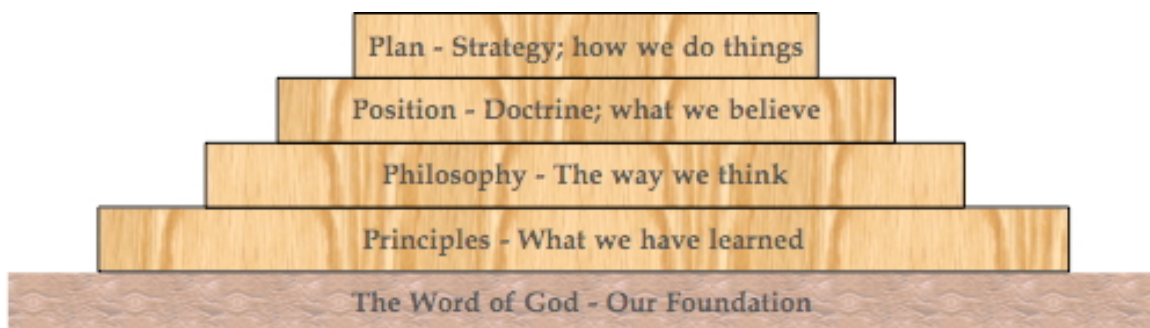 Plan - Strategy; how we do things
Position - Doctrine; what we believe
Philosophy - The way we think
Principles - What we have learned
The Word of God - Our Foundation